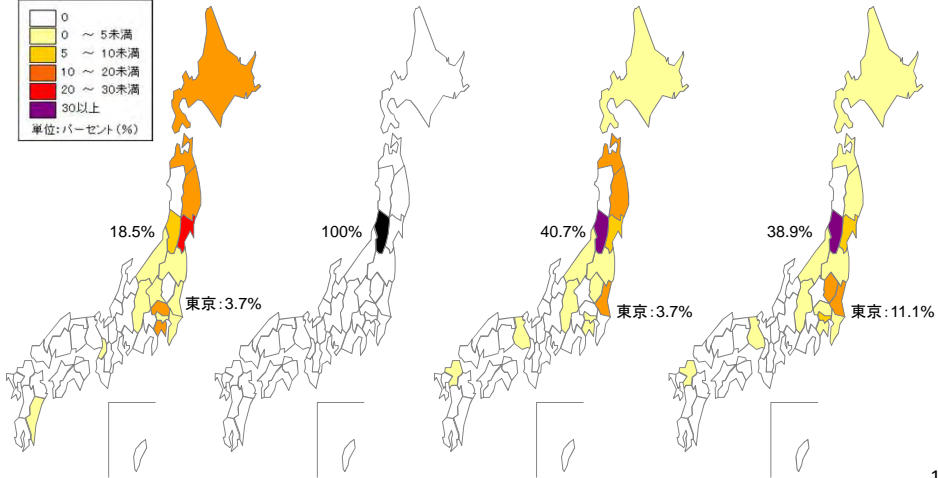 0
0 ～ 5未満
5 ～ 10未満
10 ～ 20未満
20 ～ 30未満
30以上
単位：パーセント（%）
18.5%
東京：3.7%
100%
40.7%
東京：3.7%
38.9%
東京：11.1%
1